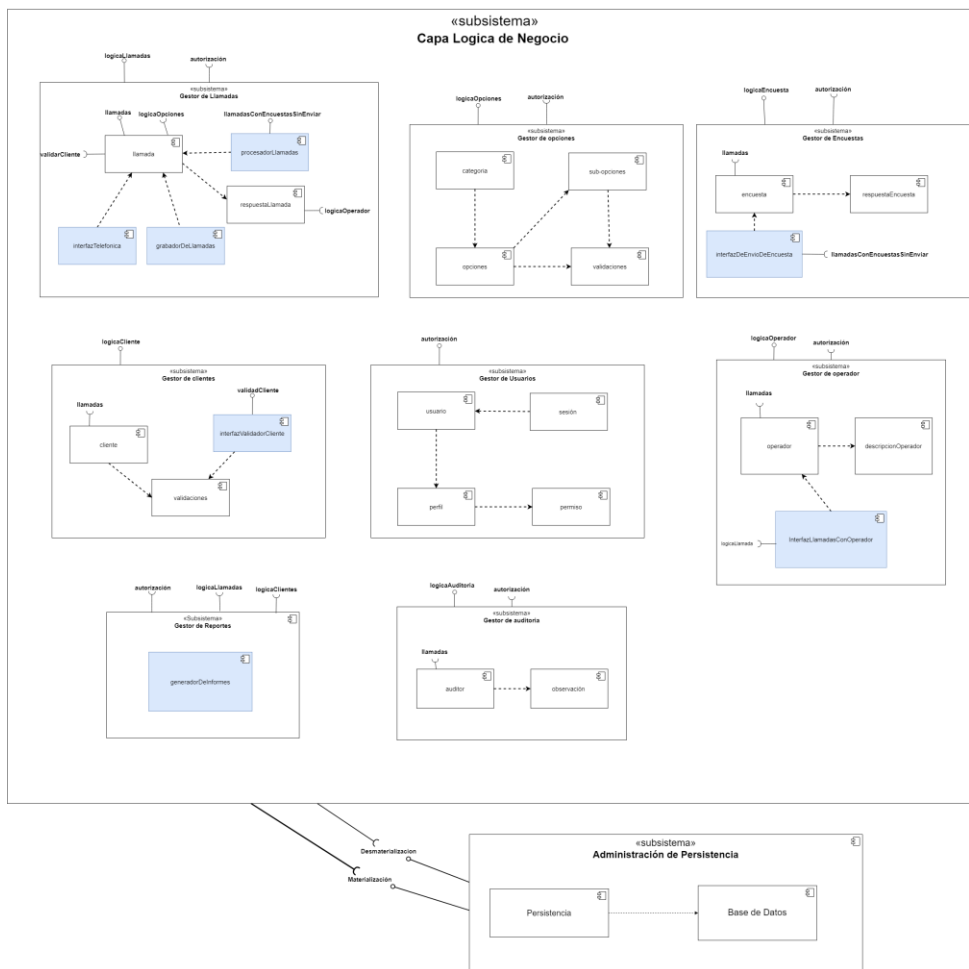 «subsistema»
Capa Logica de Negocio
logicaLlamadas
autorización
«subsistema»
Gestor de Llamadas
llamadas
logicaOpciones
llamadasConEncuestasSinEnviar
validarCliente
llamada
procesadorLlamadas
respuestaLlamada
logicaOperador
interfazTelefonica
grabadorDeLlamadas
logicaOpciones
autorización
«subsistema»
Gestor de opciones
categoria
sub-opciones
opciones
validaciones
logicaEncuesta
autorización
«subsistema»
Gestor de Encuestas
llamadas
encuesta
respuestaEncuesta
interfazDeEnvioDeEncuesta
llamadasConEncuestasSinEnviar
logicaCliente
«subsistema»
Gestor de clientes
llamadas
validadCliente
cliente
interfazValidadorCliente
validaciones
autorización
«subsistema»
Gestor de Usuarios
usuario
sesión
perfil
permiso
logicaOperador
autorización
«subsistema»
Gestor de operador
llamadas
operador
descripcionOperador
logicaLlamada
InterfazLlamadasConOperador
autorización
logicaLlamadas
logicaClientes
«Subsistema»
Gestor de Reportes
generadorDeInformes
logicaAuditoria
autorización
«subsistema»
Gestor de auditoria
llamadas
auditor
observación
Desmaterializacion
Materialización
«subsistema»
Administración de Persistencia
Persistencia
Base de Datos